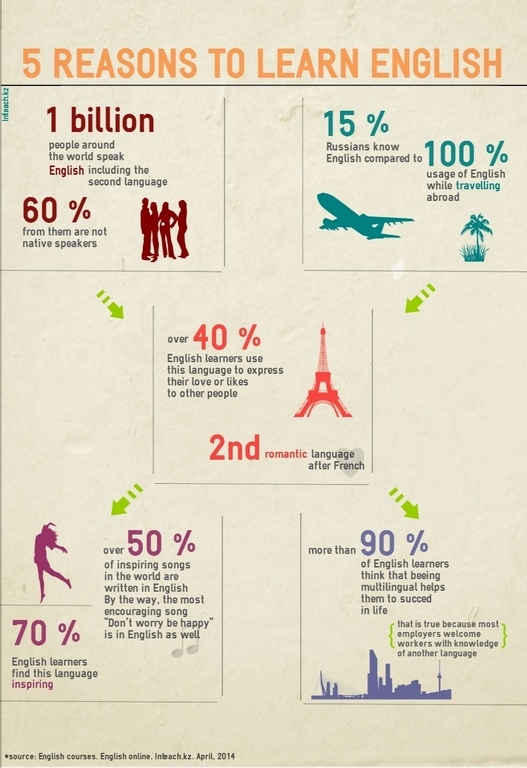 5 REASONS TO LEARN ENGLISH
Inteach.kz
1 billion
people around
the world speak
English including the
second language
60 %
from them are not
native speakers
15 %
Russians know
English compared to 100 %
usage of English
while travelling
abroad
over 40 %
English learners use
this language to express
their love or likes
to other people
2nd romantic language
after French
over 50 %
of inspiring songs
in the world are
written in English
By the way, the most
encouraging song
"Don't worry be happy"
is in English as well
70 %
English learners
find this language
inspiring
more than 90 %
of English learners
think that beeing
multilingual helps
them to succed
in life
{ that is true because most }
employers welcome
workers with knowledge
of another language
*source: English courses. English online. Inteach.kz. April, 2014